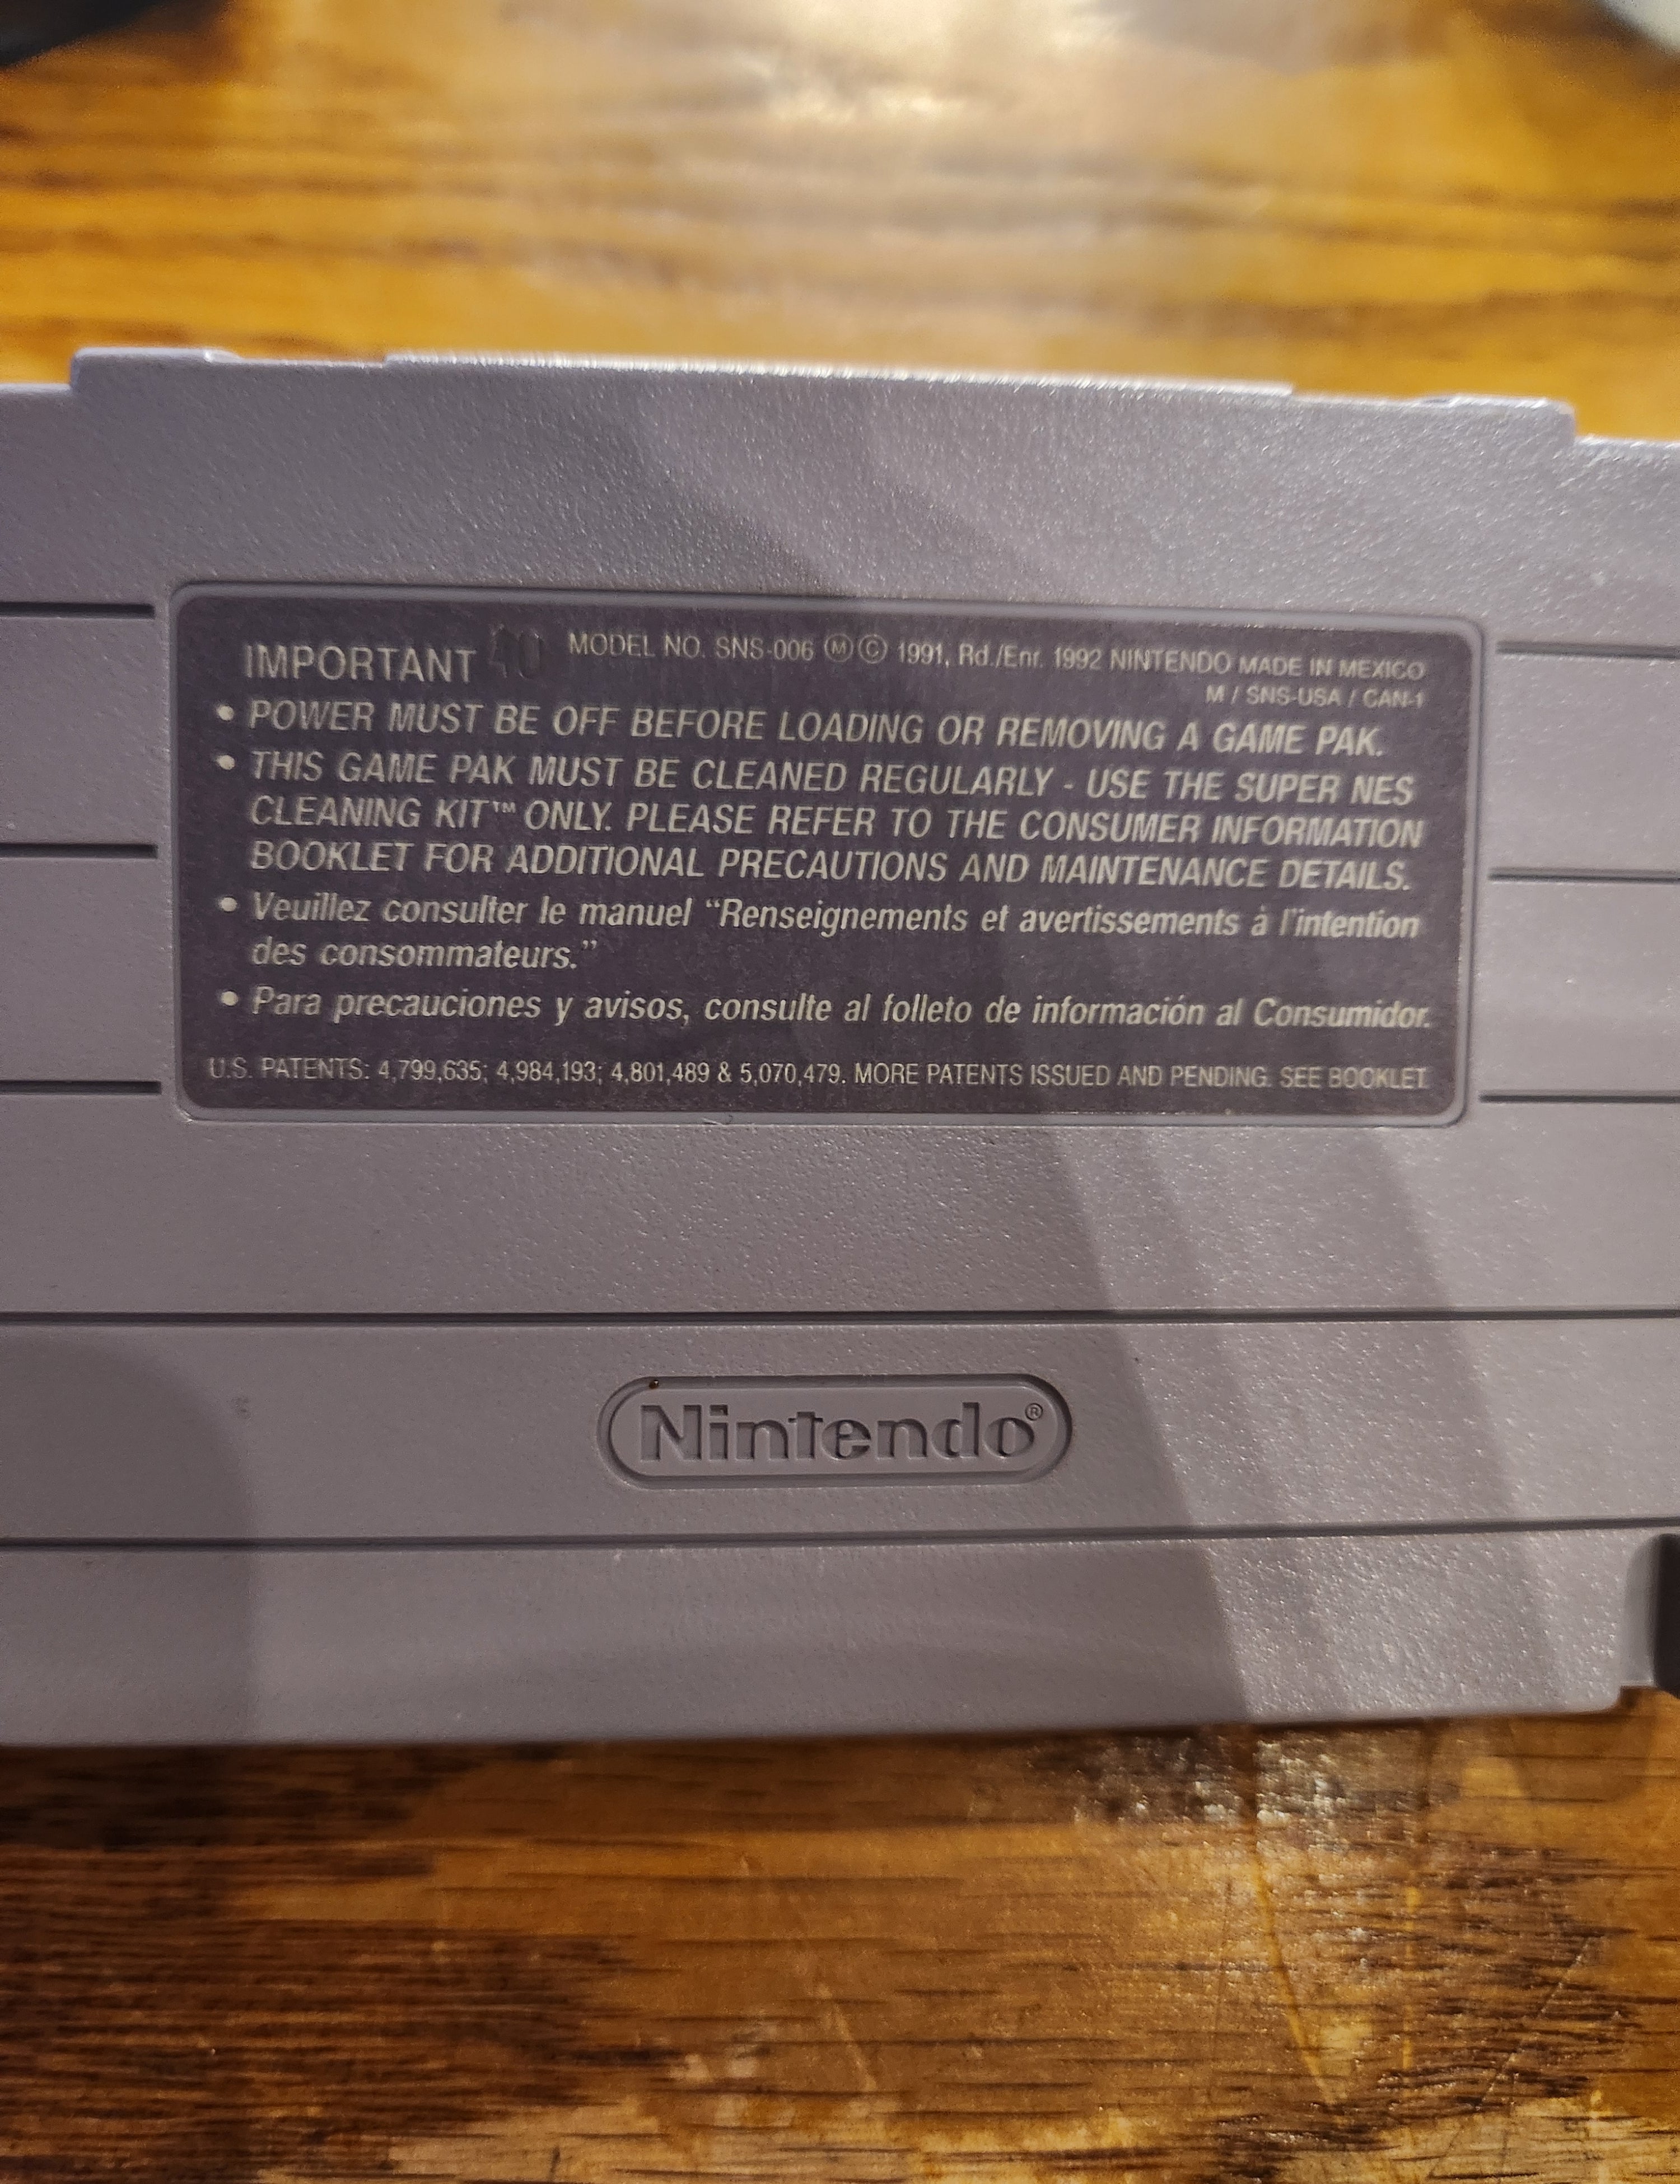 IMPORTANT MODEL NO. SNS-006 Ⓜ© 1991, Rd./Enr. 1992 NINTENDO MADE IN MEXICO
M / SNS-USA / CAN-1
• POWER MUST BE OFF BEFORE LOADING OR REMOVING A GAME PAK.
• THIS GAME PAK MUST BE CLEANED REGULARLY - USE THE SUPER NES
CLEANING KIT™ ONLY. PLEASE REFER TO THE CONSUMER INFORMATION
BOOKLET FOR ADDITIONAL PRECAUTIONS AND MAINTENANCE DETAILS.
• Veuillez consulter le manuel “Renseignements et avertissements à l'intention
des consommateurs.”
• Para precauciones y avisos, consulte al folleto de información al Consumidor.
U.S. PATENTS: 4,799,635; 4,984,193; 4,801,489 & 5,070,479. MORE PATENTS ISSUED AND PENDING. SEE BOOKLET.
Nintendo®